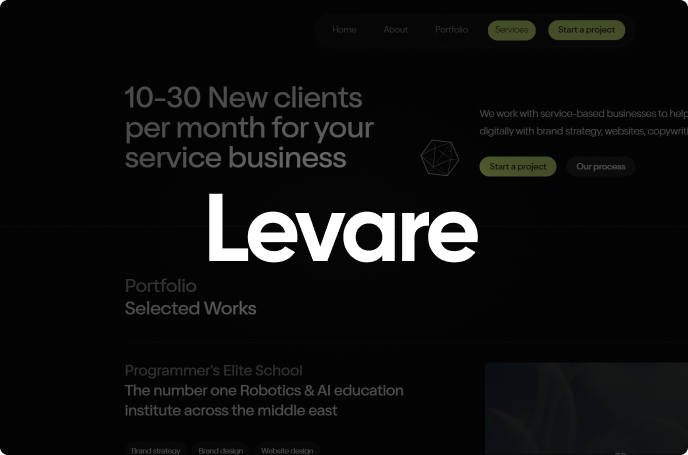 Home About Portfolio Services Start a project
10-30 New clients
per month for your
service business
We work with service-based businesses to help
digitally with brand strategy, websites, copywriti
Start a project Our process
Levare
Portfolio
Selected Works
Programmer's Elite School
The number one Robotics & AI education
institute across the middle east
Brand strategy Brand design Website design